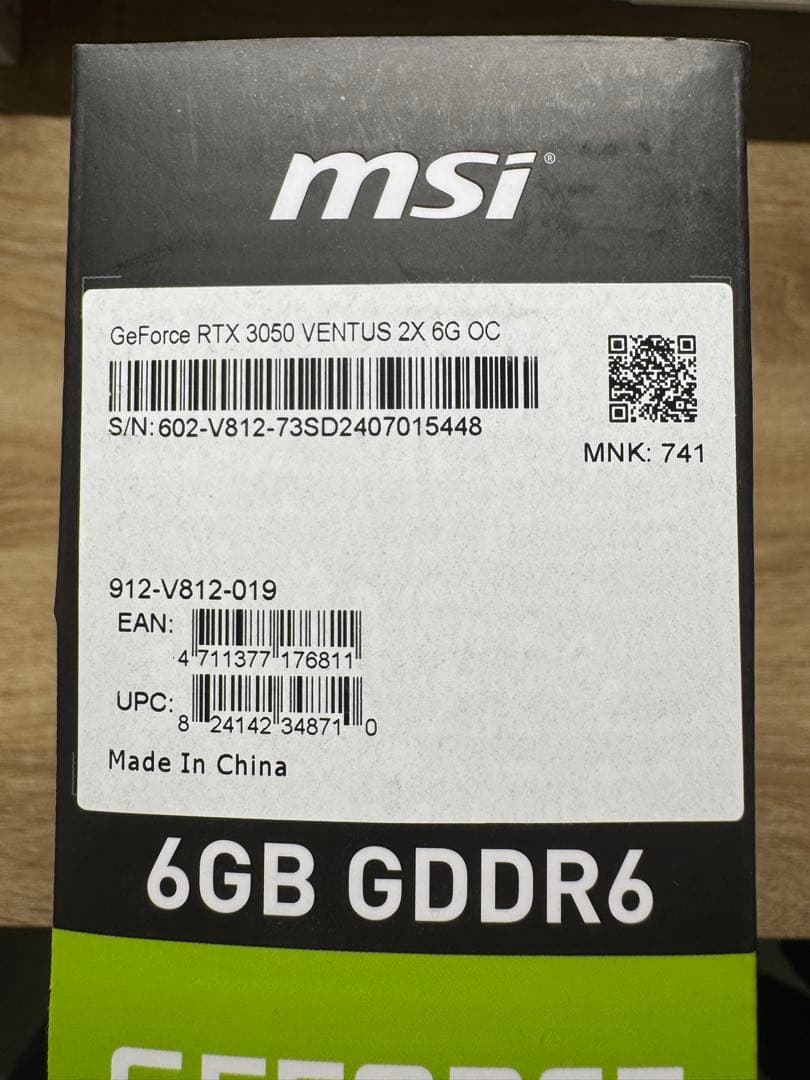 msi®
GeForce RTX 3050 VENTUS 2X 6G OC
S/N:602-V812-73SD2407015448
MNK: 741
912-V812-019
EAN:
4 711377 176811
UPC:
8 24142 34871 0
Made In China
6GB GDDR6
GEFORCE